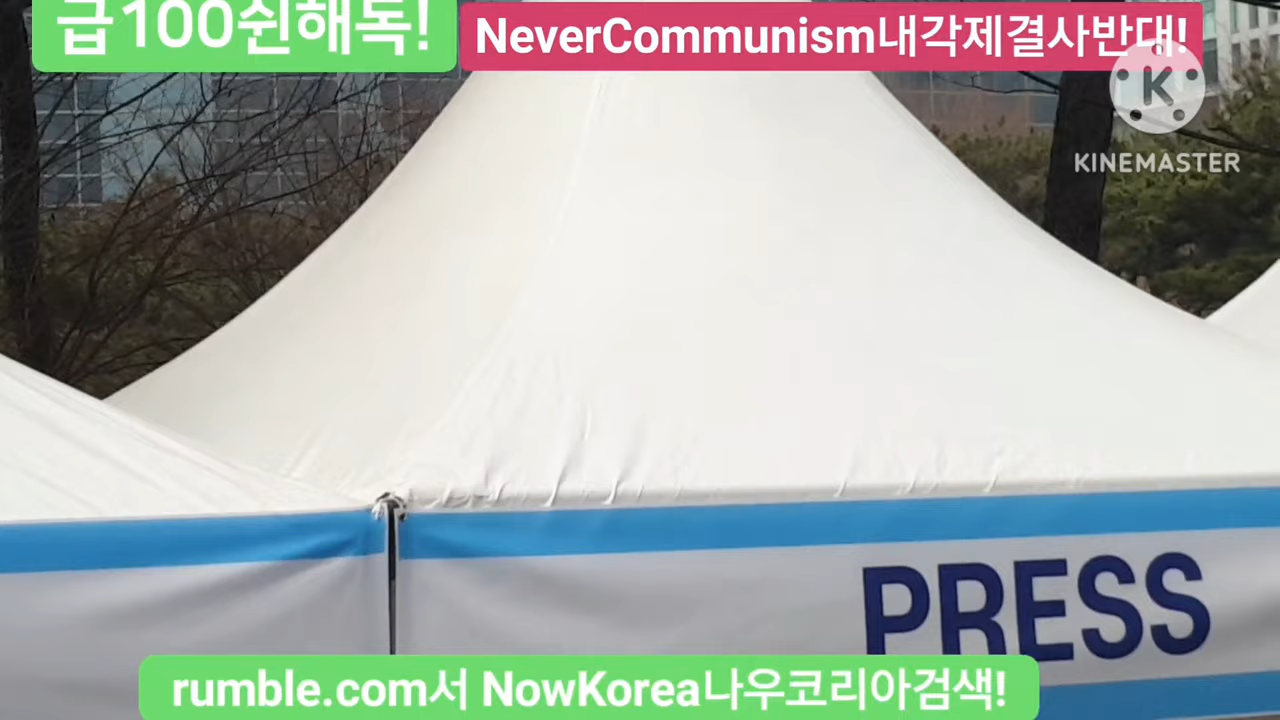 급100쉰해독!
NeverCommunism내각제결사반대!
K
KINEMASTER
PRESS
rumble.com서 NowKorea나우코리아검색!